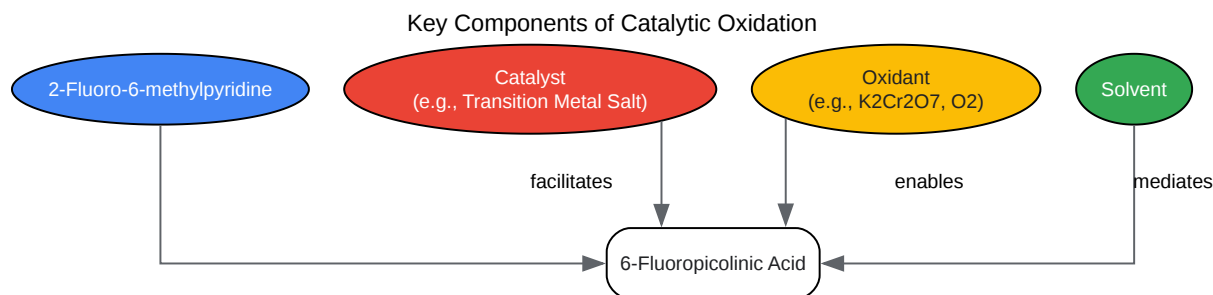 Key Components of Catalytic Oxidation
2-Fluoro-6-methylpyridine
Catalyst
(e.g., Transition Metal Salt)
Oxidant
(e.g., K2Cr2O7, O2)
Solvent
facilitates
enables
mediates
6-Fluoropicolinic Acid